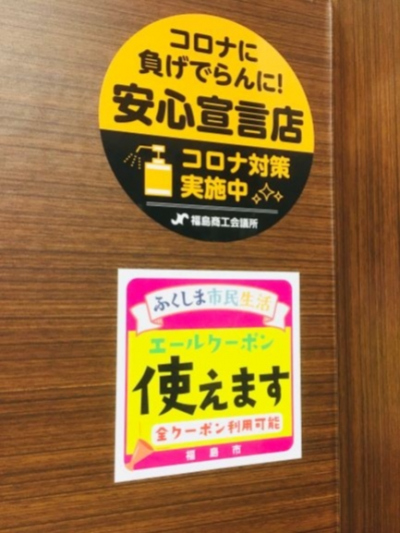 コロナに
負げでらんに!
安心宣言店
コロナ対策
実施中
福島商工会議所
ふくしま市民生活
エールクーポン
使えます
全クーポン利用可能
福島市